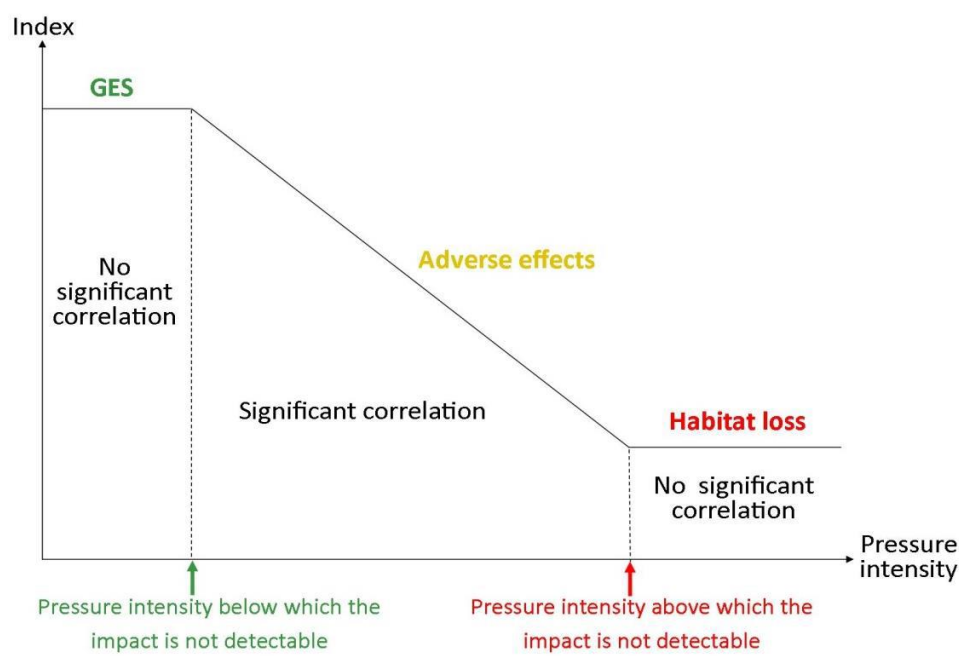 Index
GES
No
significant
correlation
Adverse effects
Significant correlation
Habitat loss
No significant
correlation
Pressure
intensity
Pressure intensity below which the
impact is not detectable
Pressure intensity above which the
impact is not detectable